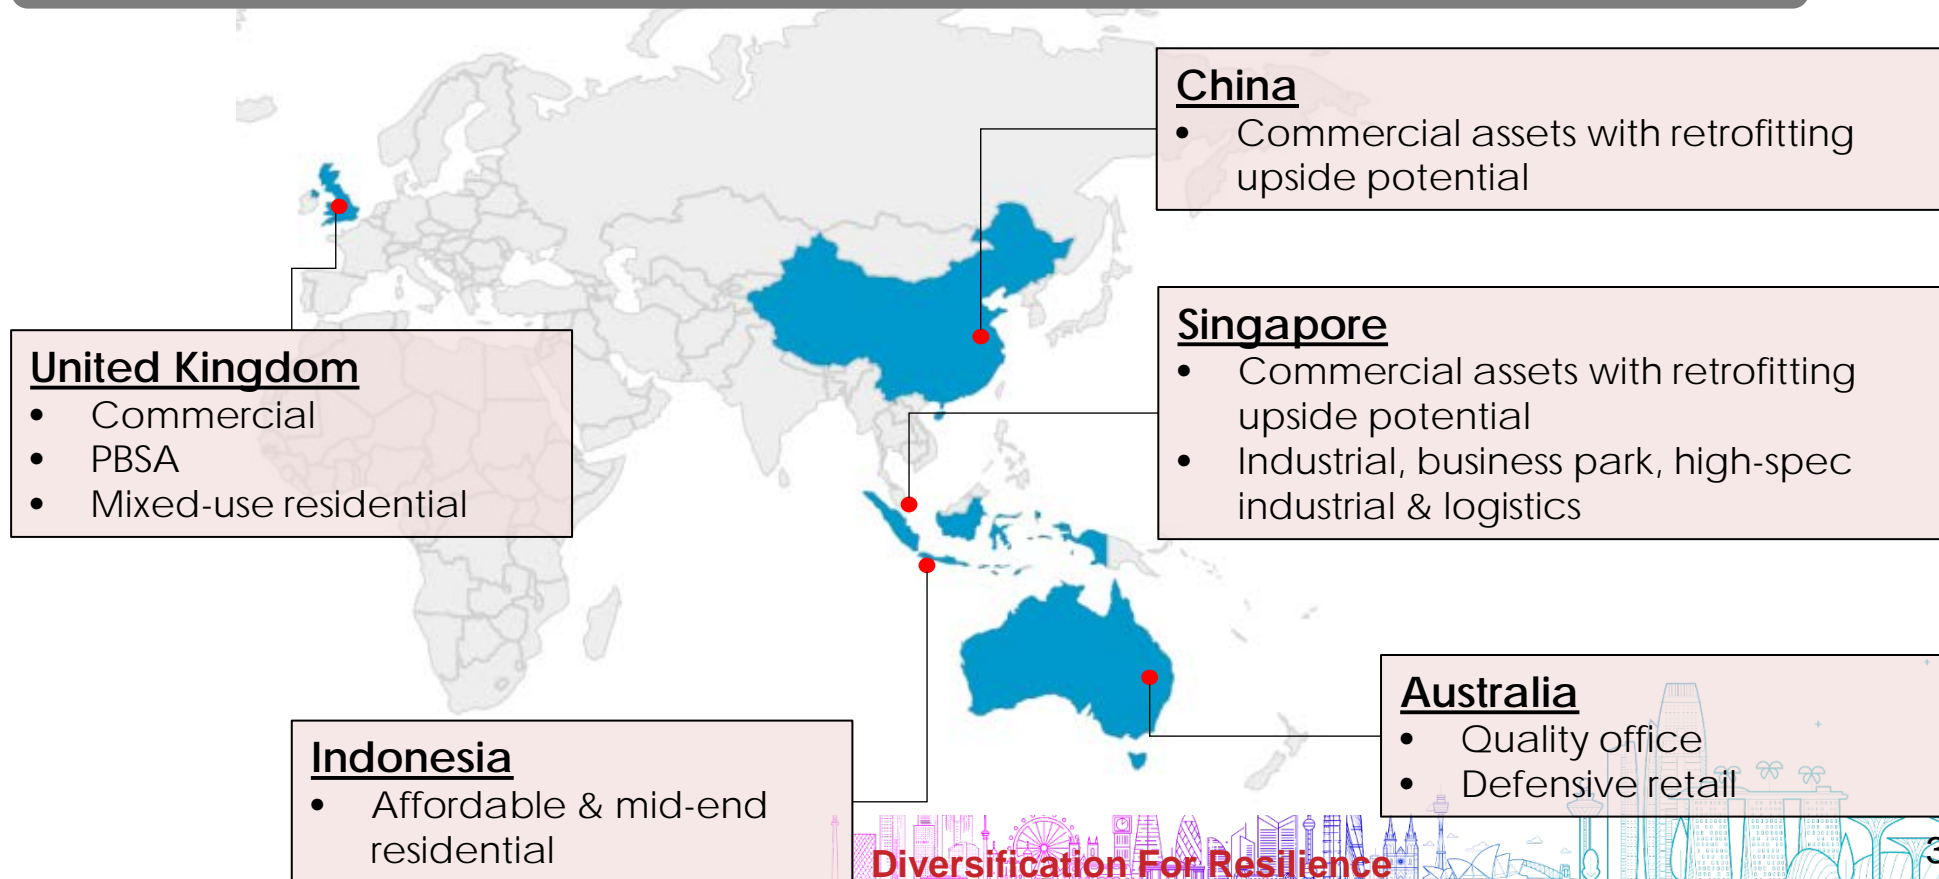 China
• Commercial assets with retrofitting
upside potential
Singapore
• Commercial assets with retrofitting
upside potential
• Industrial, business park, high-spec
industrial & logistics
United Kingdom
• Commercial
• PBSA
• Mixed-use residential
Australia
• Quality office
• Defensive retail
Indonesia
• Affordable & mid-end
residential
Diversification For Resilience